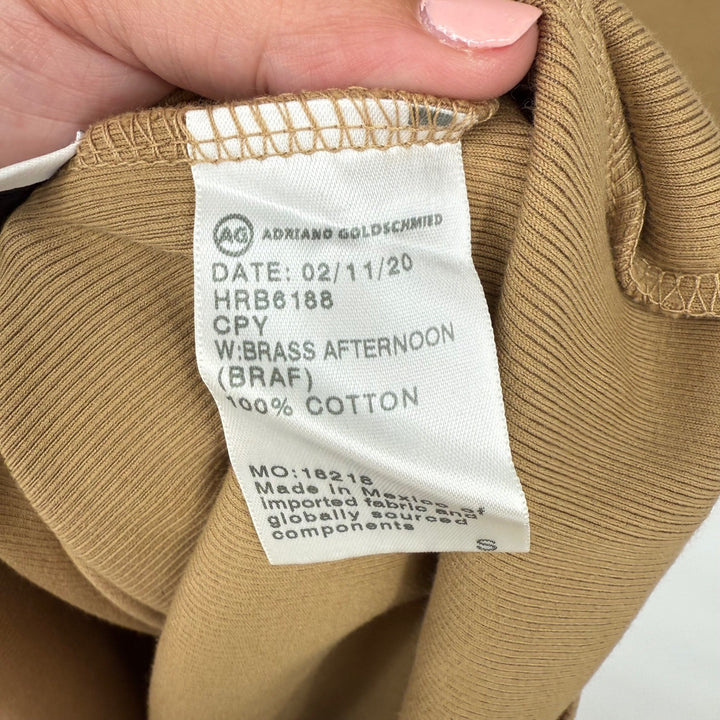 AG ADRIANO GOLDSCHMIED
DATE: 02/11/20
HRB6188
CPY
W:BRASS AFTERNOON
(BRAF)
100% COTTON
MO:18218
Made in Mexico of
Imported fabric and
globally sourced
components
S